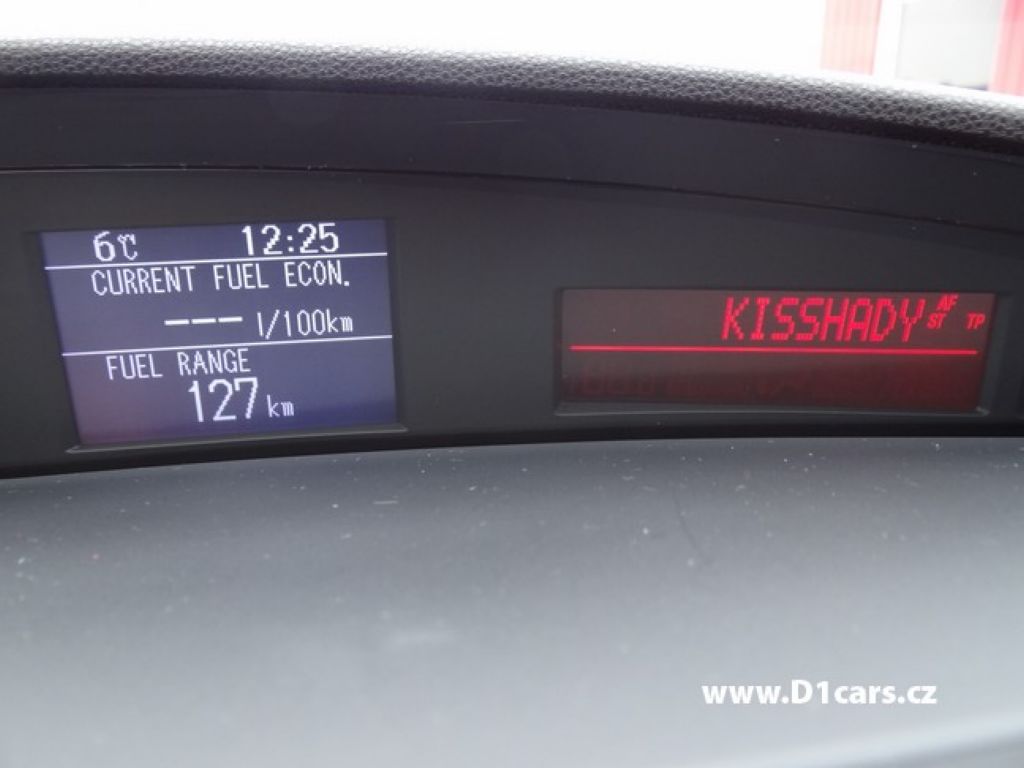 6℃ 12:25
CURRENT FUEL ECON.
--- l/100km
FUEL RANGE
127 km
KISSHADY AF ST TP
www.D1cars.cz